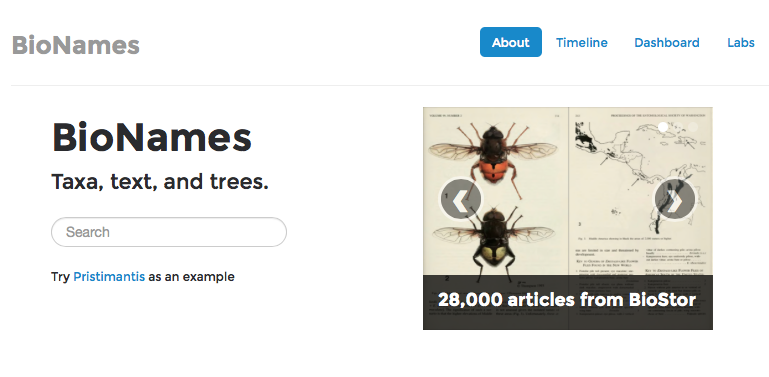 BioNames
About Timeline Dashboard Labs
BioNames
Taxa, text, and trees.
Search
Try Pristimantis as an example
28,000 articles from BioStor